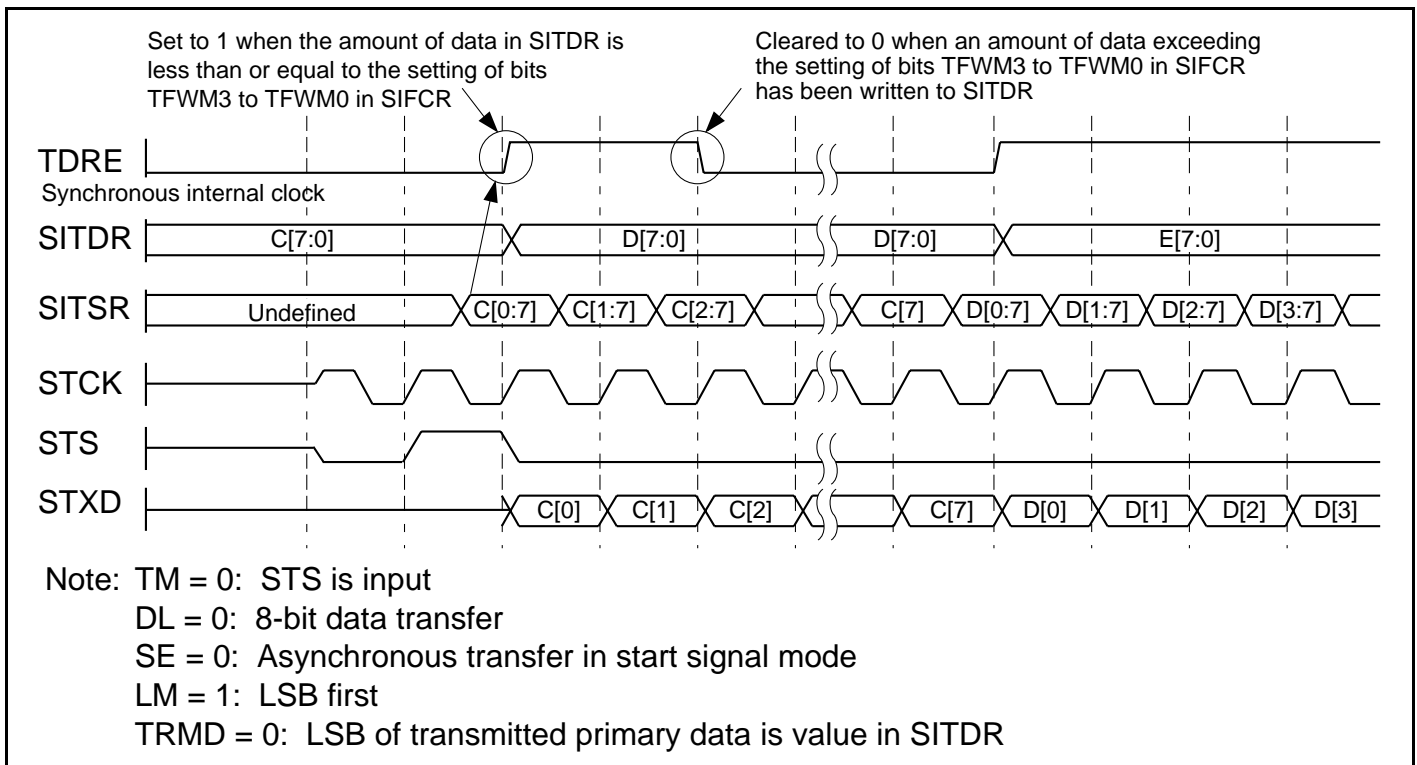 Set to 1 when the amount of data in SITDR is
less than or equal to the setting of bits
TFWM3 to TFWM0 in SIFCR
Cleared to 0 when an amount of data exceeding
the setting of bits TFWM3 to TFWM0 in SIFCR
has been written to SITDR
TDRE
Synchronous internal clock
SITDR C[7:0] D[7:0] D[7:0] E[7:0]
SITSR Undefined C[0:7] C[1:7] C[2:7] C[7] D[0:7] D[1:7] D[2:7] D[3:7]
STCK
STS
STXD C[0] C[1] C[2] C[7] D[0] D[1] D[2] D[3]
Note: TM = 0: STS is input
DL = 0: 8-bit data transfer
SE = 0: Asynchronous transfer in start signal mode
LM = 1: LSB first
TRMD = 0: LSB of transmitted primary data is value in SITDR